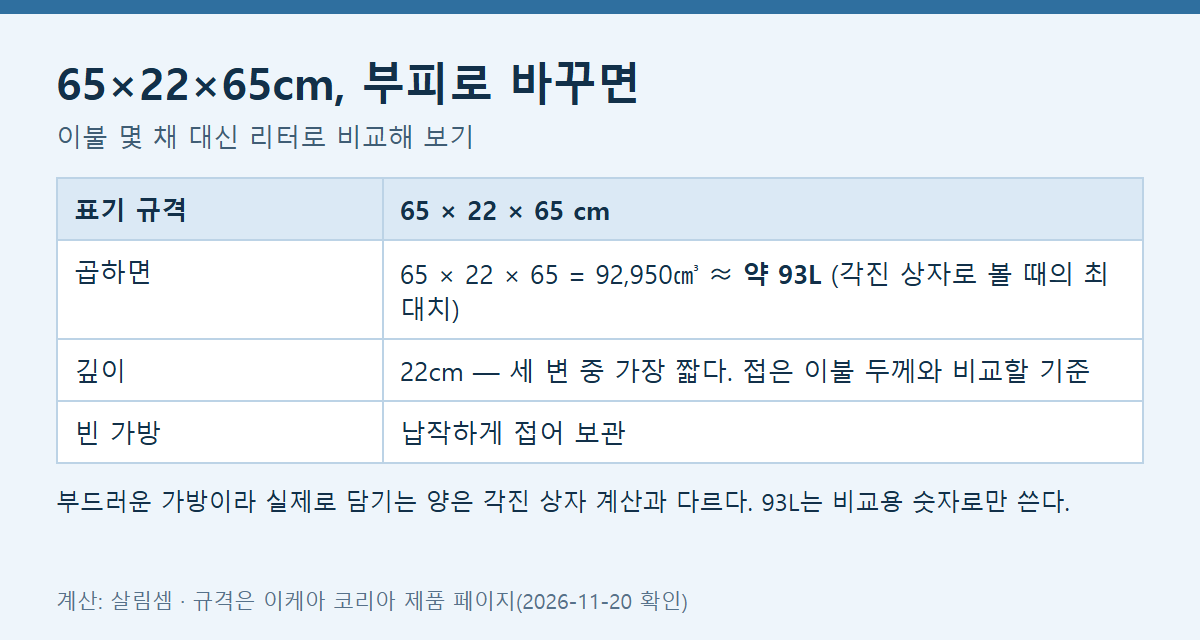 65×22×65cm, 부피로 바꾸면
이불 몇 채 대신 리터로 비교해 보기
표기 규격
65 × 22 × 65 cm
곱하면
65 × 22 × 65 = 92,950㎤ ≈ 약 93L (각진 상자로 볼 때의 최
대치)
깊이
22cm — 세 변 중 가장 짧다. 접은 이불 두께와 비교할 기준
빈 가방
납작하게 접어 보관
부드러운 가방이라 실제로 담기는 양은 각진 상자 계산과 다르다. 93L는 비교용 숫자로만 쓴다.
계산: 살림셈 · 규격은 이케아 코리아 제품 페이지(2026-11-20 확인)